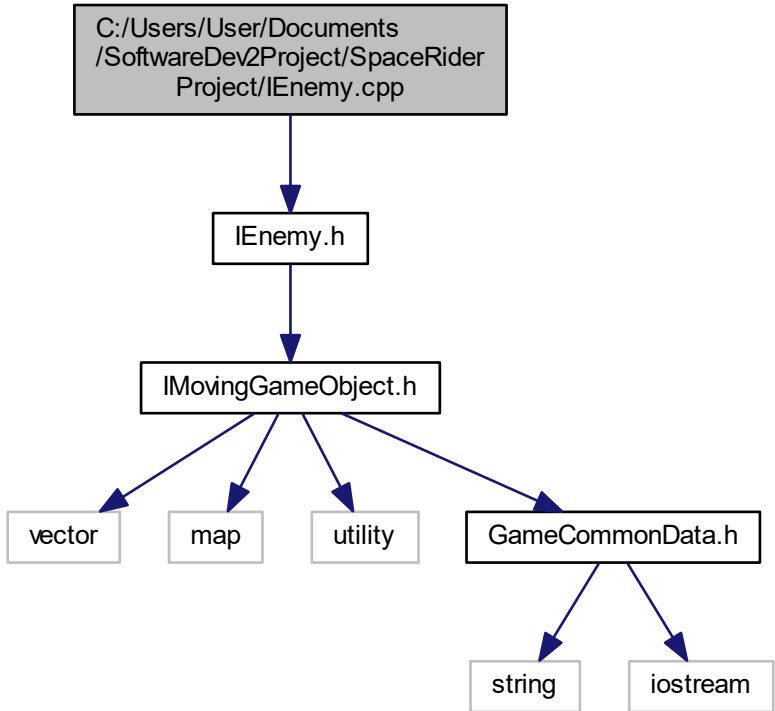 C:/Users/User/Documents
/SoftwareDev2Project/SpaceRider
Project/IEnemy.cpp
IEnemy.h
IMovingGameObject.h
vector
map
utility
GameCommonData.h
string
iostream